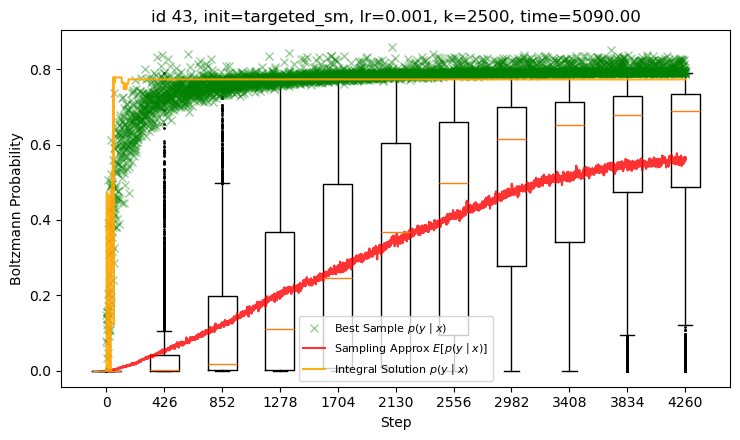 id 43, init=targeted_sm, lr=0.001, k=2500, time=5090.00
Boltzmann Probability
0.8
0.6
0.4
0.2
0.0
Best Sample p(y | x)
Sampling Approx E[p(y | x)]
Integral Solution p(y | x)
0 426 852 1278 1704 2130 2556 2982 3408 3834 4260
Step